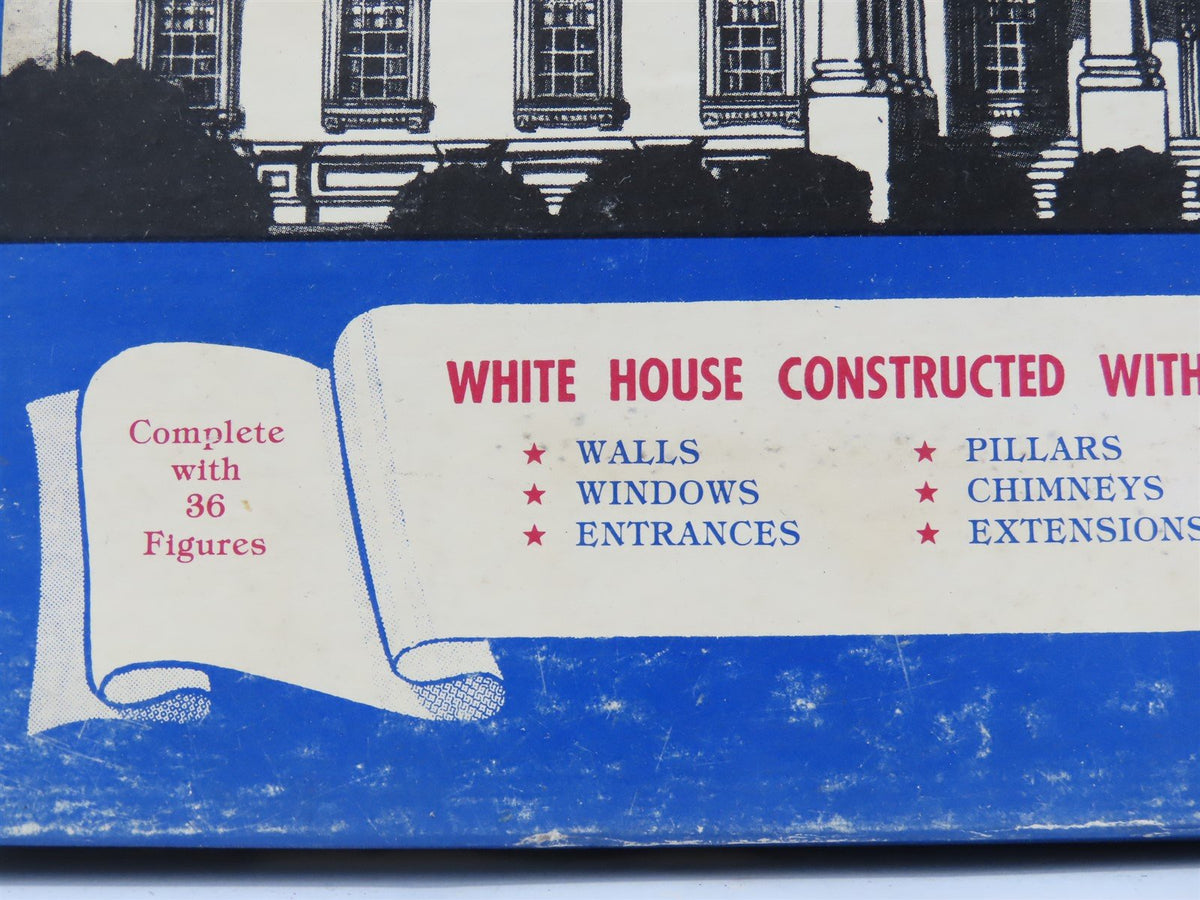 Complete
with
36
Figures
WHITE HOUSE CONSTRUCTED WITH
★ WALLS
★ WINDOWS
★ ENTRANCES
★ PILLARS
★ CHIMNEYS
★ EXTENSIONS